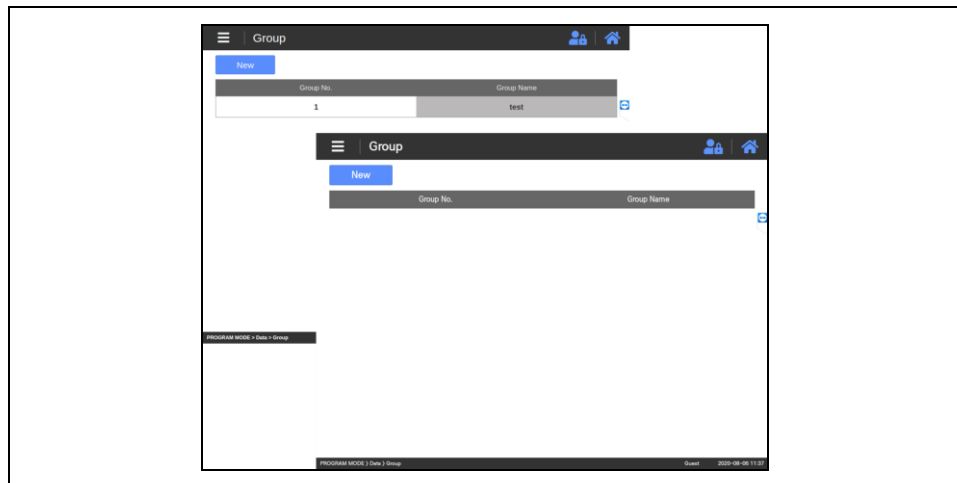 Group
New
Group No. Group Name
1 test
Group
New
Group No. Group Name
PROGRAM MODE > Data > Group
PROGRAM MODE > Data > Group Guest 2020-08-06 11:37